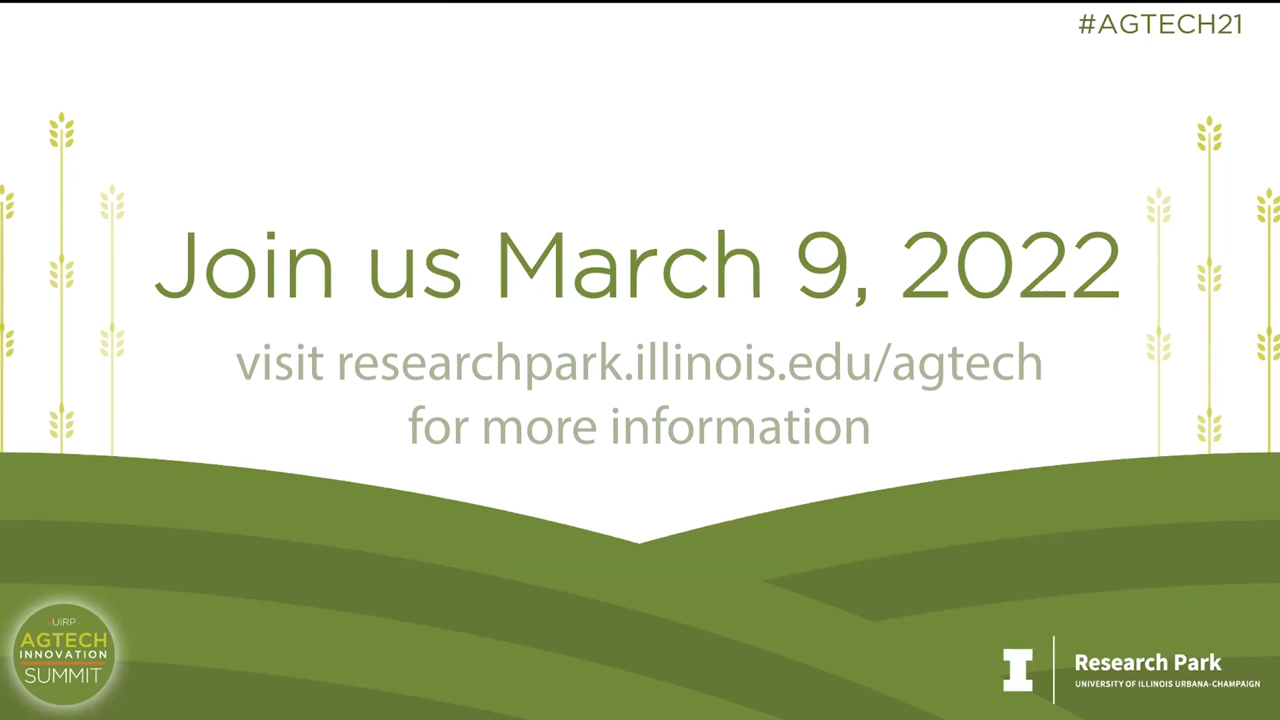 #AGTECH21
Join us March 9, 2022
visit researchpark.illinois.edu/agtech
for more information
UIRP
AGTECH
INNOVATION
SUMMIT
I
Research Park
UNIVERSITY OF ILLINOIS URBANA-CHAMPAIGN